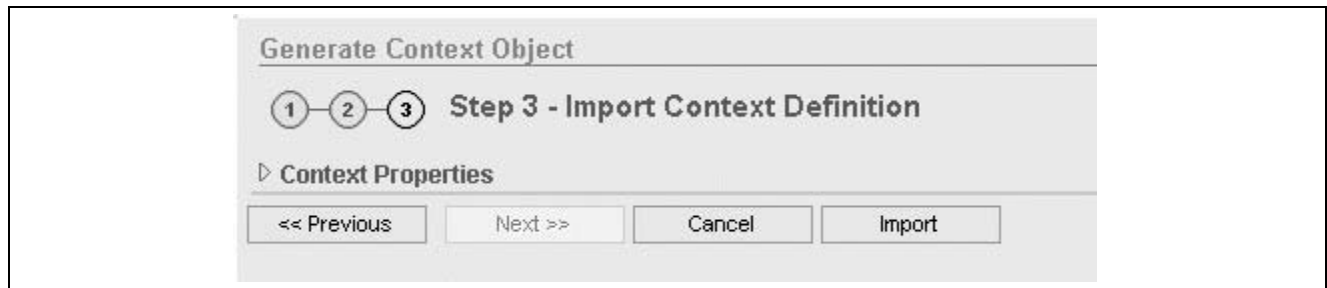 Generate Context Object
1 2 3 Step 3 - Import Context Definition
Context Properties
<< Previous Next >> Cancel Import